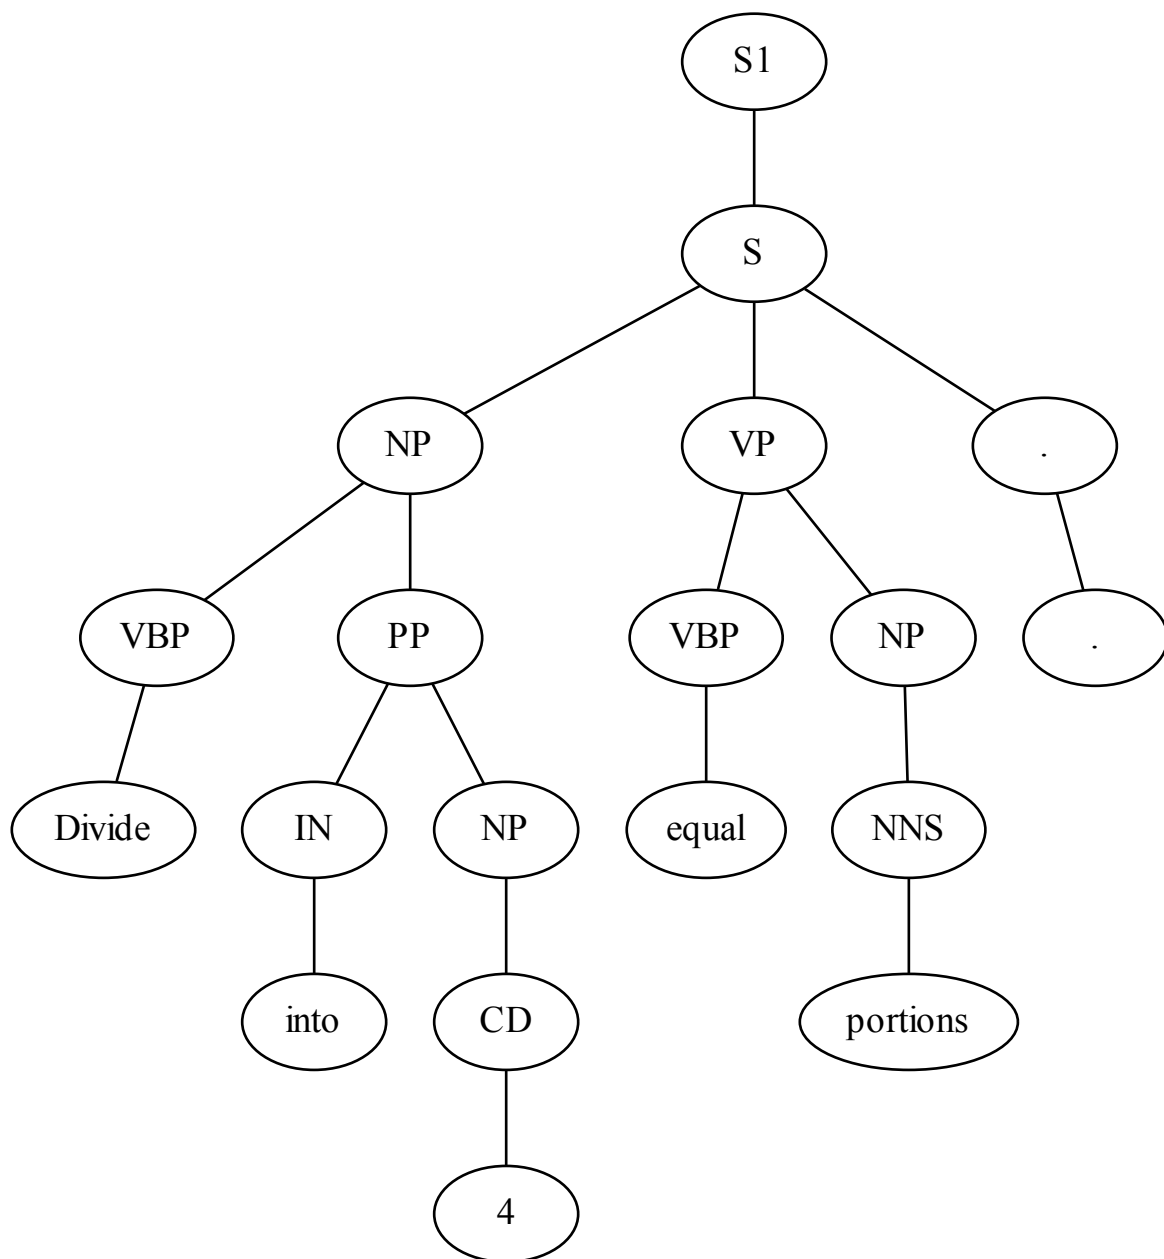 S1
S
NP VP .
VBP PP VBP NP .
Divide IN NP equal NNS
into CD portions
4